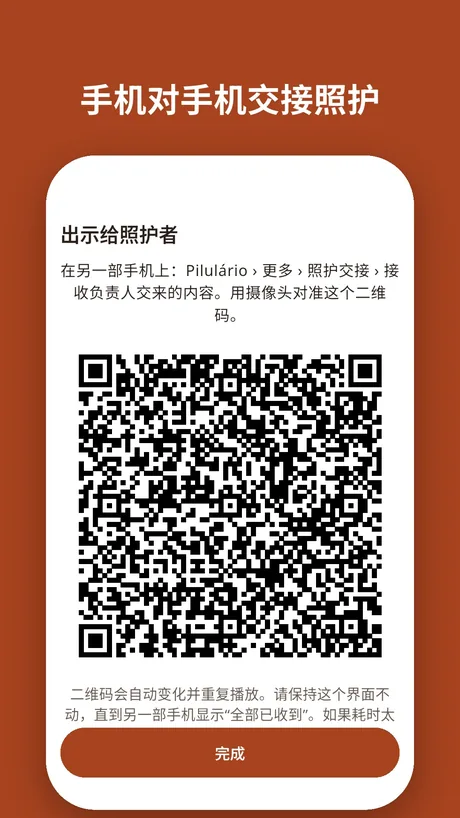 手机对手机交接照护
出示给照护者
在另一部手机上：Pilulário › 更多 › 照护交接 › 接
收负责人交来的内容。用摄像头对准这个二维
码。
二维码会自动变化并重复播放。请保持这个界面不
动，直到另一部手机显示“全部已收到”。如果耗时太
完成